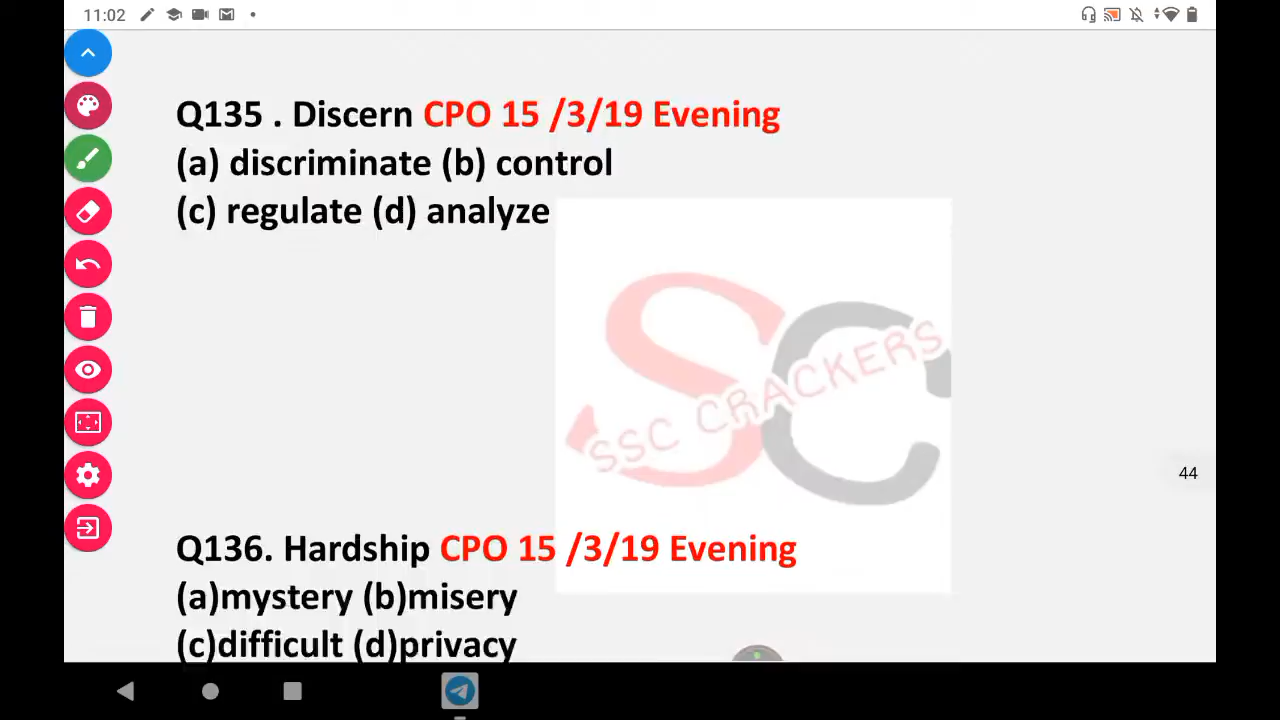 11:02
Q135 . Discern CPO 15 /3/19 Evening
(a) discriminate (b) control
(c) regulate (d) analyze
SSC CRACKERS
44
Q136. Hardship CPO 15 /3/19 Evening
(a)mystery (b)misery
(c)difficult (d)privacy